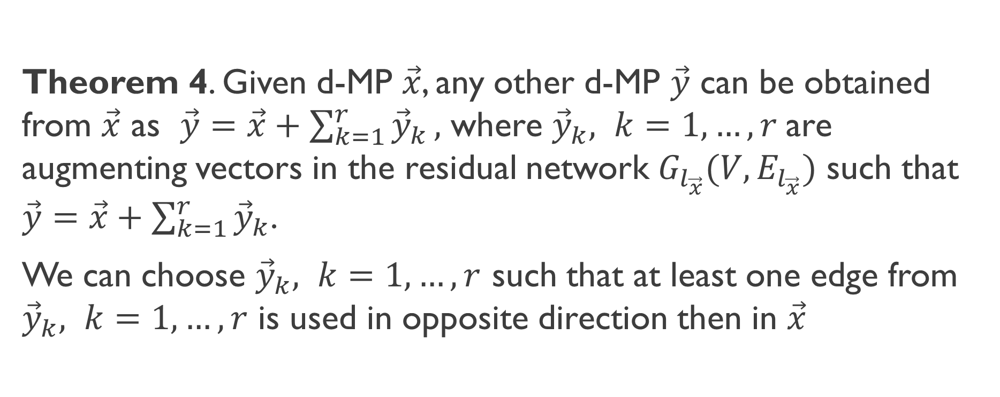 Theorem 4. Given d-MP $\vec{x}$, any other d-MP $\vec{y}$ can be obtained
from $\vec{x}$ as $\vec{y} = \vec{x} + \sum_{k=1}^{r} \vec{y}_k$ , where $\vec{y}_k$, $k = 1, \ldots, r$ are
augmenting vectors in the residual network $G_{l_{\vec{x}}}(V, E_{l_{\vec{x}}})$ such that
$\vec{y} = \vec{x} + \sum_{k=1}^{r} \vec{y}_k$.
We can choose $\vec{y}_k$, $k = 1, \ldots, r$ such that at least one edge from
$\vec{y}_k$, $k = 1, \ldots, r$ is used in opposite direction then in $\vec{x}$